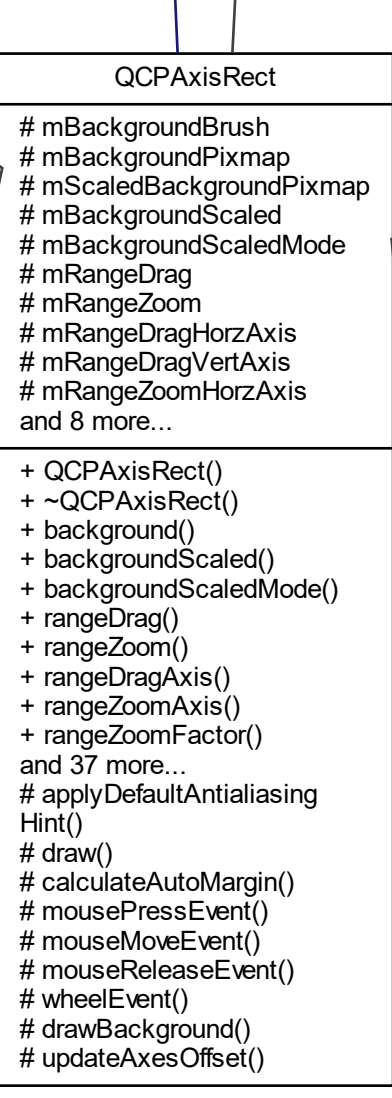 QCPAxisRect
# mBackgroundBrush
# mBackgroundPixmap
# mScaledBackgroundPixmap
# mBackgroundScaled
# mBackgroundScaledMode
# mRangeDrag
# mRangeZoom
# mRangeDragHorzAxis
# mRangeDragVertAxis
# mRangeZoomHorzAxis
and 8 more...
+ QCPAxisRect()
+ ~QCPAxisRect()
+ background()
+ backgroundScaled()
+ backgroundScaledMode()
+ rangeDrag()
+ rangeZoom()
+ rangeDragAxis()
+ rangeZoomAxis()
+ rangeZoomFactor()
and 37 more...
# applyDefaultAntialiasing
Hint()
# draw()
# calculateAutoMargin()
# mousePressEvent()
# mouseMoveEvent()
# mouseReleaseEvent()
# wheelEvent()
# drawBackground()
# updateAxesOffset()